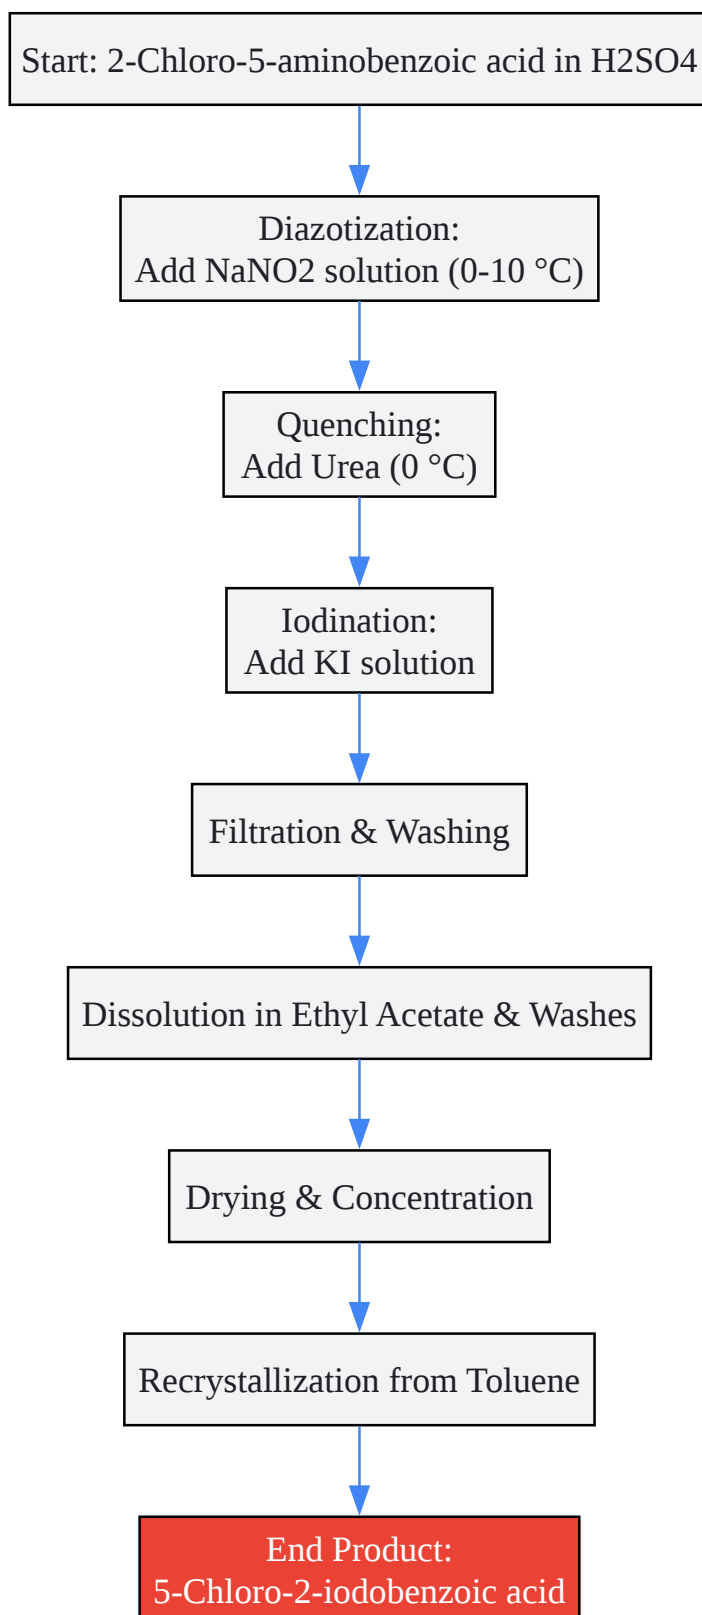 Start: 2-Chloro-5-aminobenzoic acid in H2SO4
Diazotization:
Add NaNO2 solution (0-10 °C)
Quenching:
Add Urea (0 °C)
Iodination:
Add KI solution
Filtration & Washing
Dissolution in Ethyl Acetate & Washes
Drying & Concentration
Recrystallization from Toluene
End Product:
5-Chloro-2-iodobenzoic acid